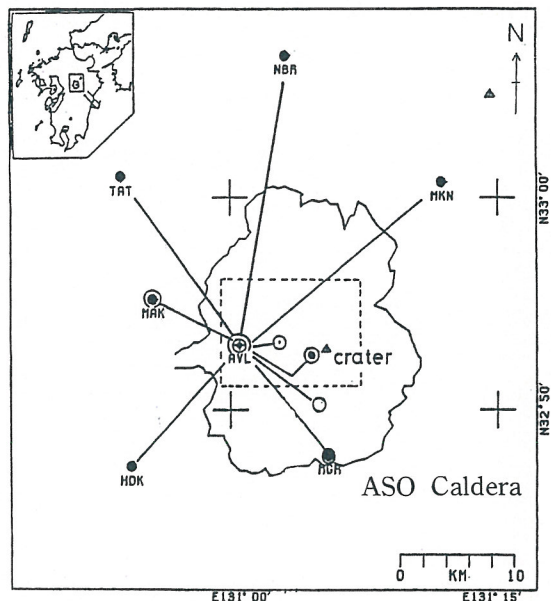 N
NBR
TAT
MKN
N33° 00'
MAK
AVL
crater
N32° 50'
HDK
ASO Caldera
0 KM 10
E131° 00'
E131° 15'